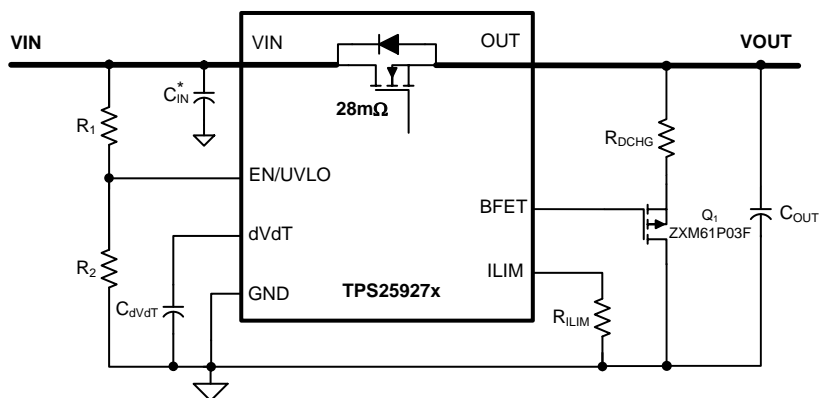 VIN
VIN
OUT
VOUT
C*IN
28mΩ
R1
RDCHG
EN/UVLO
BFET
Q1
ZXM61P03F
COUT
dVdT
R2
ILIM
GND
TPS25927x
CdVdT
RILIM